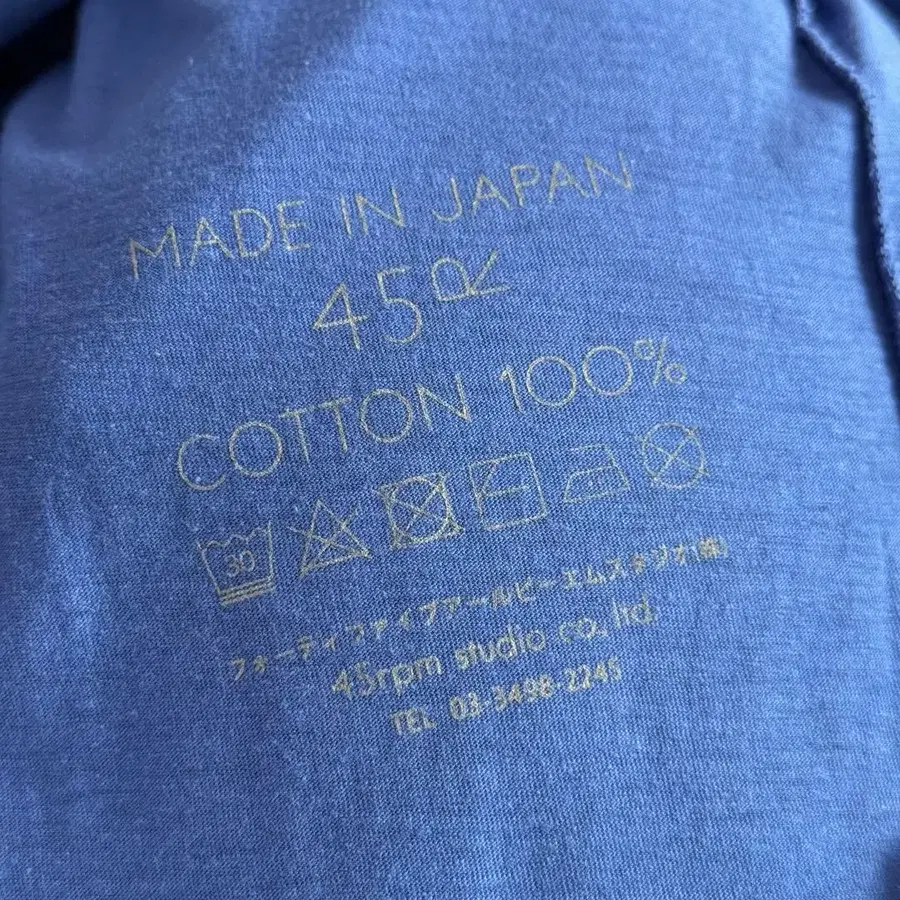 MADE IN JAPAN
45R
COTTON 100%
30
フォーティファイブアールピーエムスタジオ(株)
45rpm studio co., ltd.
TEL 03-3498-2245